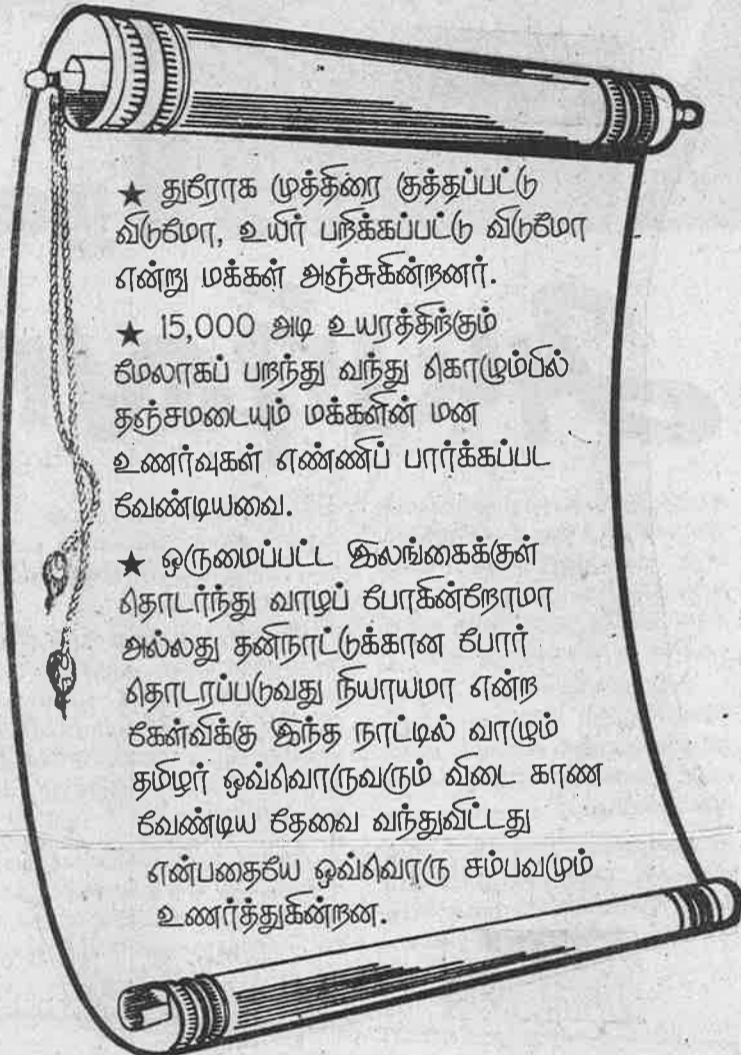 ★ துரோக முத்திரை குத்தப்பட்டு
விடுமோ, உயிர் பறிக்கப்பட்டு விடுமோ
என்று மக்கள் அஞ்சுகின்றனர்.
★ 15,000 அடி உயரத்திற்கும்
மேலாகப் பறந்து வந்து கொழும்பில்
தஞ்சமடையும் மக்களின் மன
உணர்வுகள் எண்ணிப் பார்க்கப்பட
வேண்டியவை.
★ ஒருமைப்பட்ட இலங்கைக்குள்
தொடர்ந்து வாழப் போகின்றோமா
அல்லது தனிநாட்டுக்கான போர்
தொடரப்படுவது நியாயமா என்ற
கேள்விக்கு இந்த நாட்டில் வாழும்
தமிழர் ஒவ்வொருவரும் விடை காண
வேண்டிய தேவை வந்துவிட்டது
என்பதையே ஒவ்வொரு சம்பவமும்
உணர்த்துகின்றன.